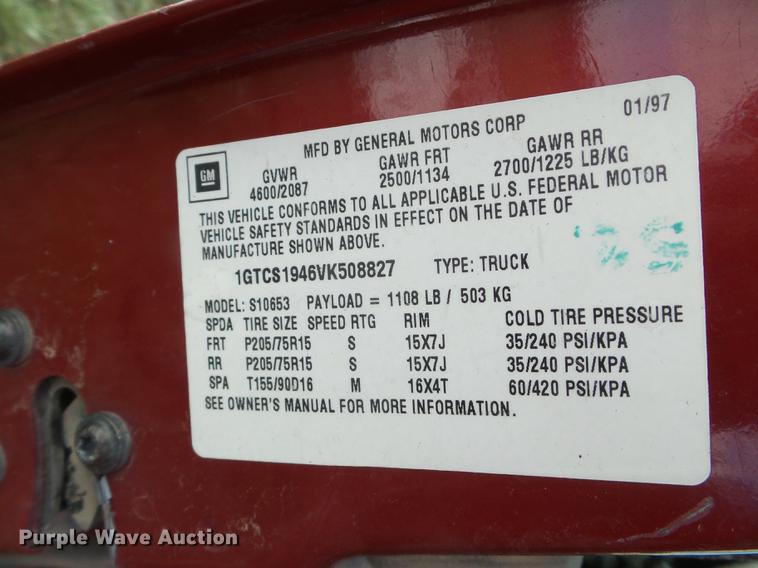 01/97
MFD BY GENERAL MOTORS CORP
GM
GVWR GAWR FRT GAWR RR
4600/2087 2500/1134 2700/1225 LB/KG
THIS VEHICLE CONFORMS TO ALL APPLICABLE U.S. FEDERAL MOTOR
VEHICLE SAFETY STANDARDS IN EFFECT ON THE DATE OF
MANUFACTURE SHOWN ABOVE.
1GTCS1946VK508827 TYPE: TRUCK
MODEL: S10653 PAYLOAD = 1108 LB / 503 KG
SPDA TIRE SIZE SPEED RTG RIM COLD TIRE PRESSURE
FRT P205/75R15 S 15X7J 35/240 PSI/KPA
RR P205/75R15 S 15X7J 35/240 PSI/KPA
SPA T155/90D16 M 16X4T 60/420 PSI/KPA
SEE OWNER'S MANUAL FOR MORE INFORMATION.
Purple Wave Auction